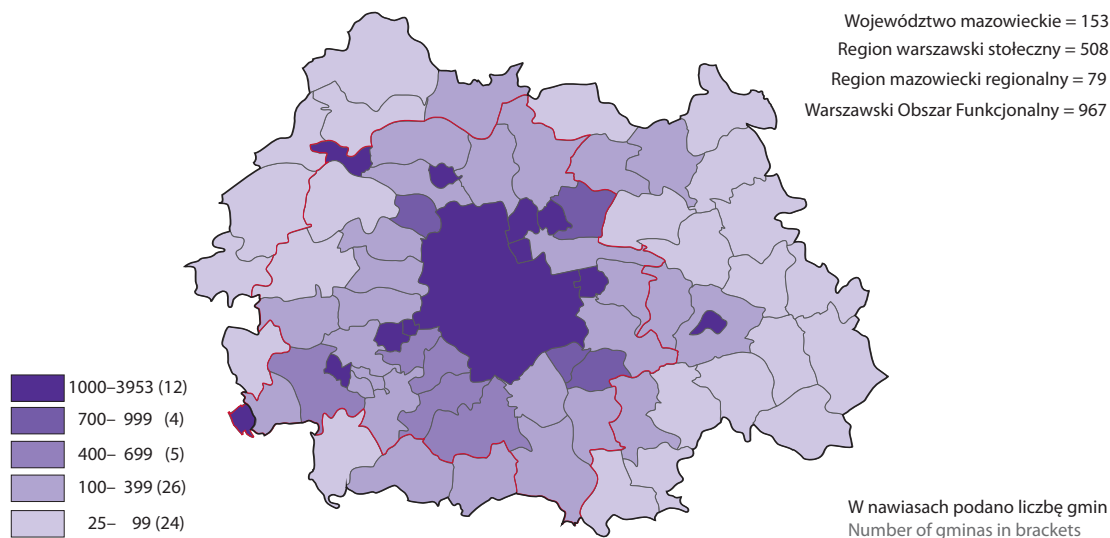 Województwo mazowieckie = 153
Region warszawski stołeczny = 508
Region mazowiecki regionalny = 79
Warszawski Obszar Funkcjonalny = 967
1000–3953 (12)
700– 999 (4)
400– 699 (5)
100– 399 (26)
25– 99 (24)
W nawiasach podano liczbę gmin
Number of gminas in brackets